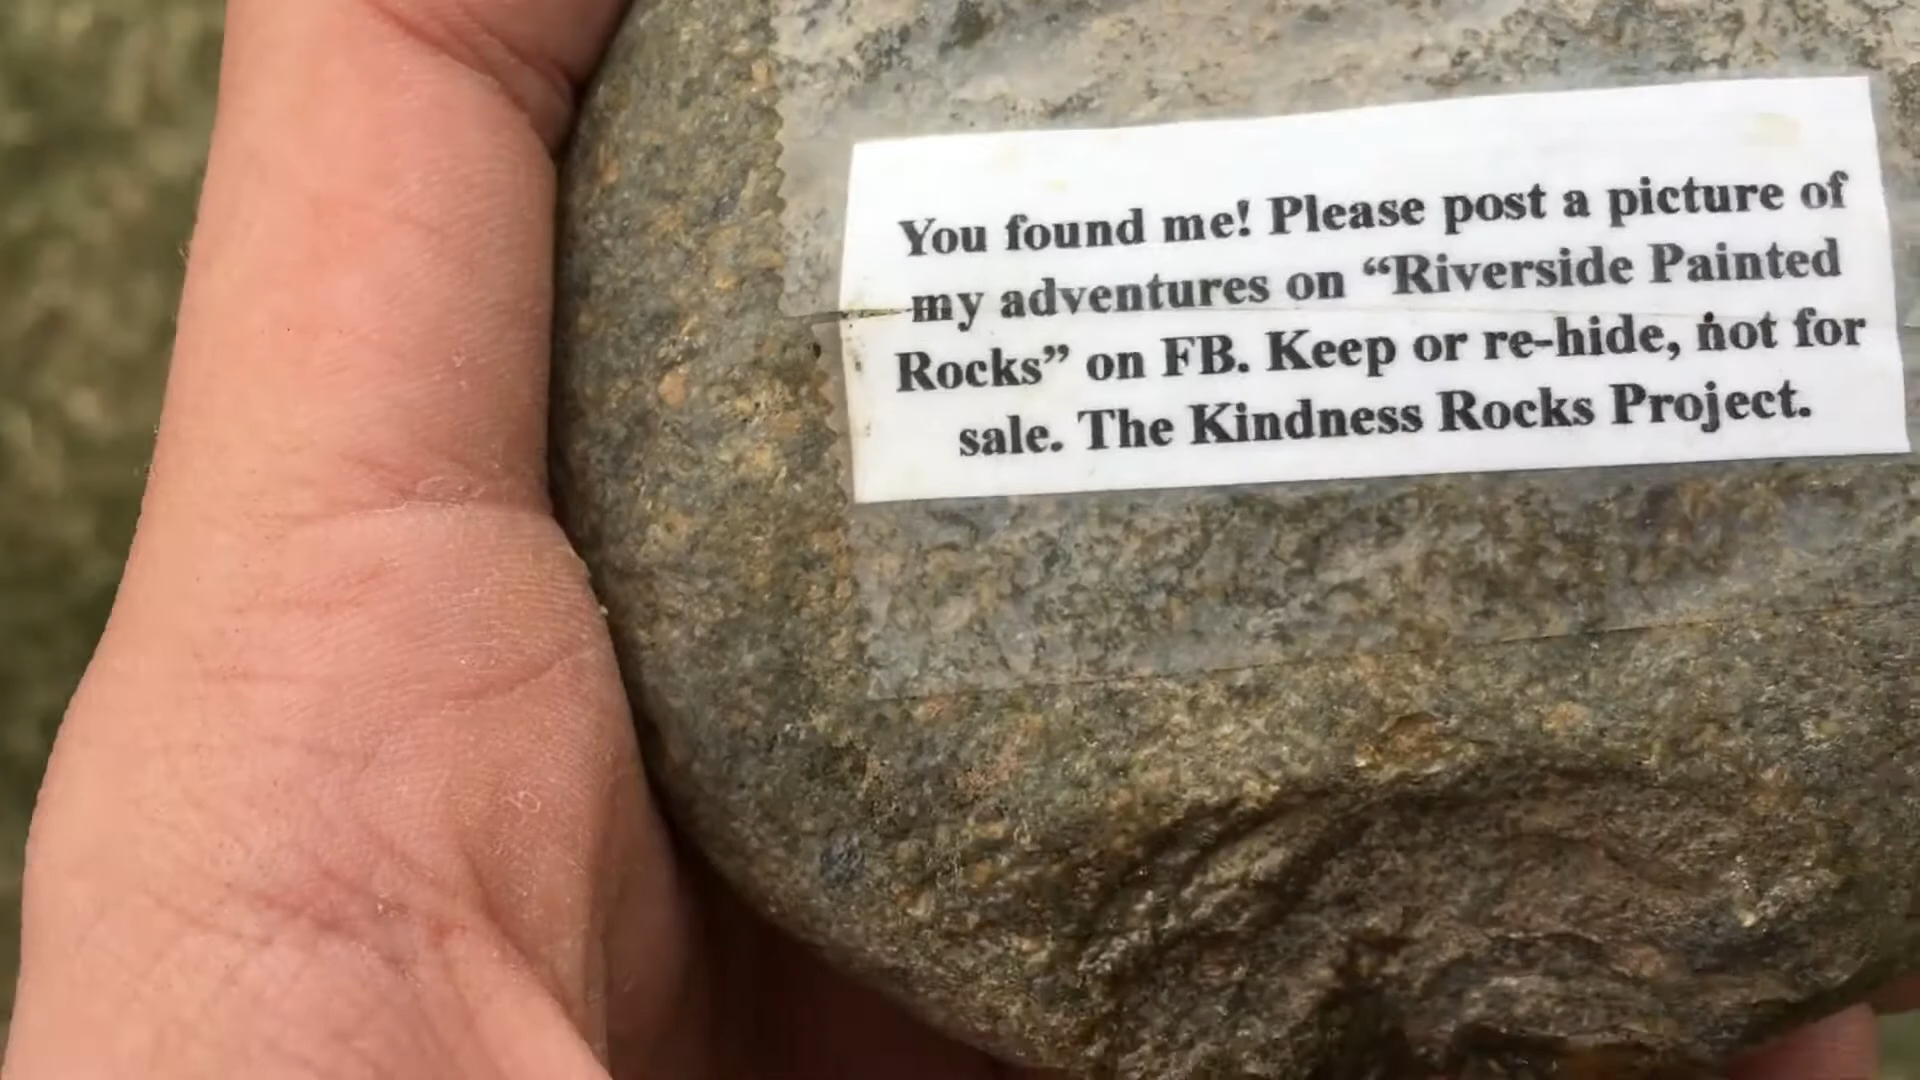 You found me! Please post a picture of
my adventures on “Riverside Painted
Rocks” on FB. Keep or re-hide, not for
sale. The Kindness Rocks Project.